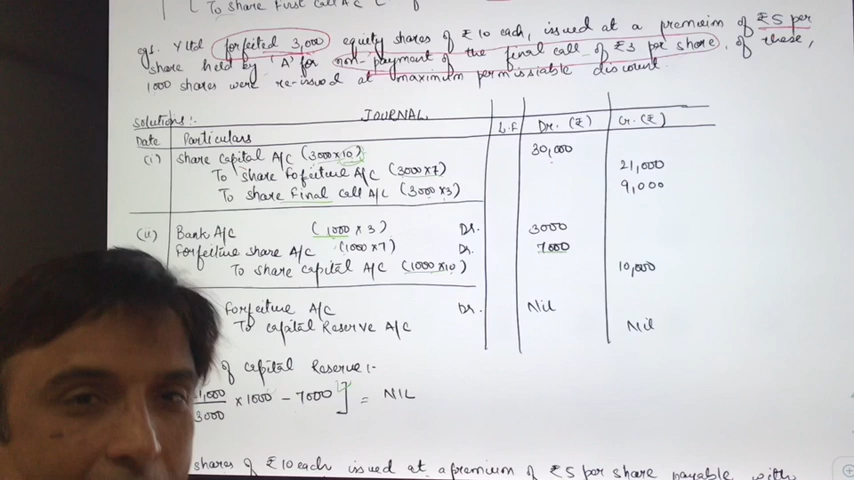 To share First Call A/C
egs. Y ltd forfeited 3,000 equity shares of ₹10 each, issued at a premium of ₹5 per
share held by 'A' for non-payment of the final call of ₹3 per share, of these,
1000 shares were re-issued at maximum permissiable discount.
Solutions:-
JOURNAL
Date Particulars L.F Dr. (₹) Cr. (₹)
(i) share capital A/C (3000×10) 30,000
To share Forfeiture A/C (3000×7) 21,000
To share Final call A/C (3000×3) 9,000
(ii) Bank A/C (1000×3) Dr. 3000
Forfeiture share A/C (1000×7) Dr. 7000
To share capital A/C (1000×10) 10,000
Forfeiture A/C Dr. Nil
To capital Reserve A/C Nil
of capital Reserve:-
1,000
3000
×1000 - 7000] = NIL
shares of ₹10 each issued at a premium of ₹5 per share payable with